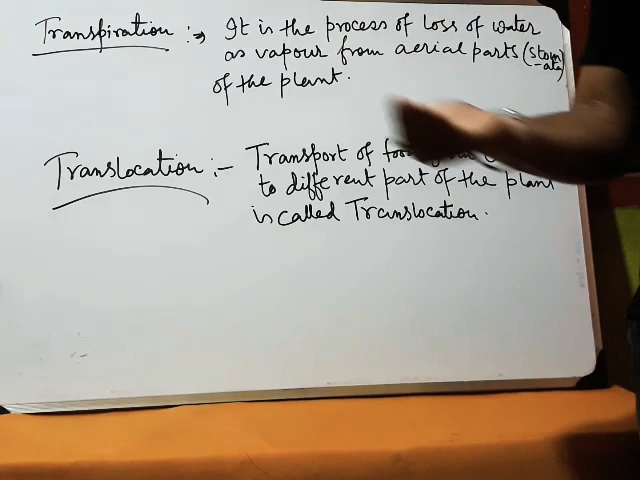 Transpiration :→ It is the process of loss of water
as vapour from aerial parts (stom
-ata)
of the plant.
Translocation :- Transport of
to different part of the plant
is called Translocation.